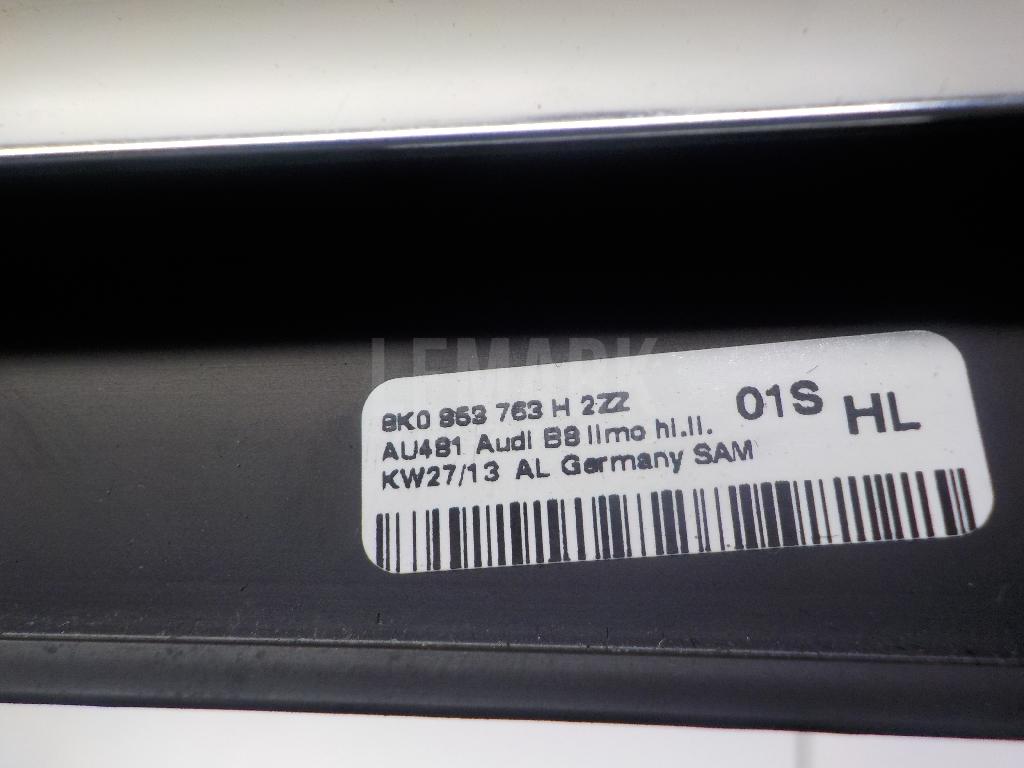 LEMARK
8K0 853 763 H 2ZZ
01S
HL
AU481 Audi B8 limo hi.li.
KW27/13 AL Germany SAM